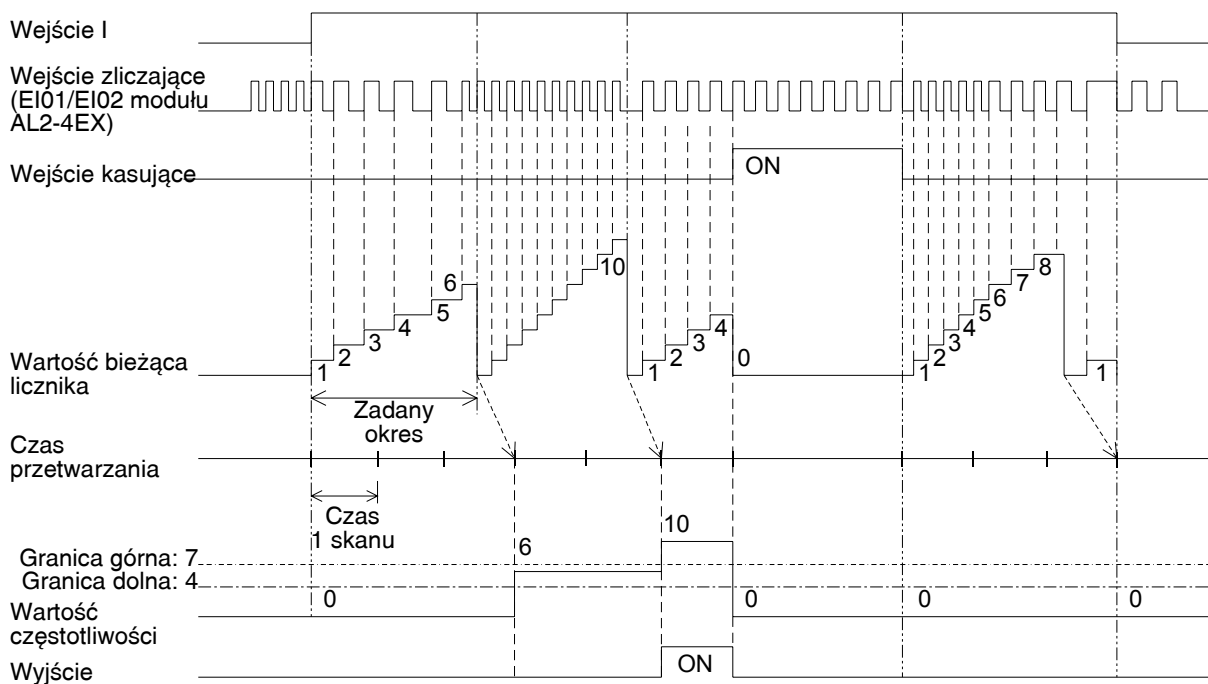 Wejście I
Wejście zliczające
(EI01/EI02 modułu
AL2-4EX)
Wejście kasujące
ON
Wartość bieżąca
licznika
1
2
3
4
5
6
10
1
2
3
4
0
1
2
3
4
5
6
7
8
1
Zadany
okres
Czas
przetwarzania
Czas
1 skanu
Granica górna: 7
Granica dolna: 4
Wartość
częstotliwości
0
6
10
0
0
0
Wyjście
ON